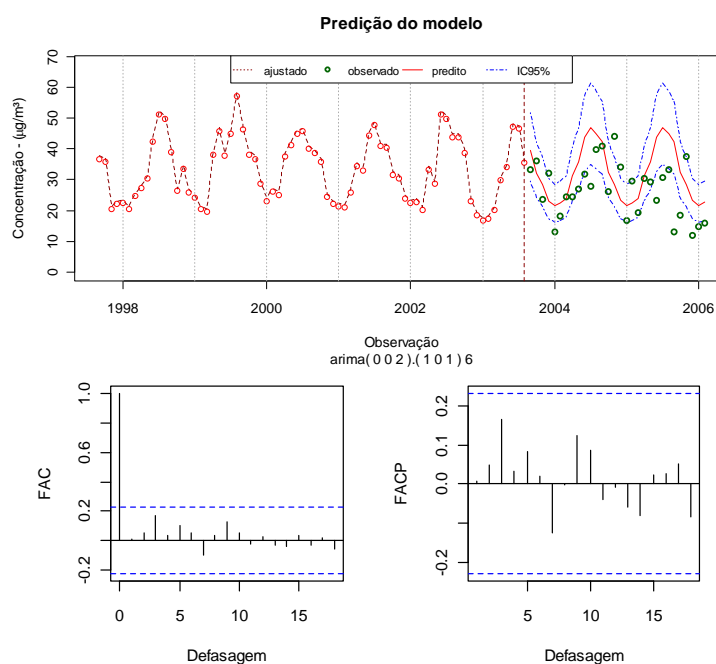 Predição do modelo
ajustado observado predito IC95%
Concentração - (µg/m³)
70
60
50
40
30
20
10
0
1998 2000 2002 2004 2006
Observação
arima( 0 0 2 ).( 1 0 1 ) 6
FAC
1.0
0.6
0.2
-0.2
0 5 10 15
Defasagem
FACP
0.2
0.1
0.0
-0.2
5 10 15
Defasagem